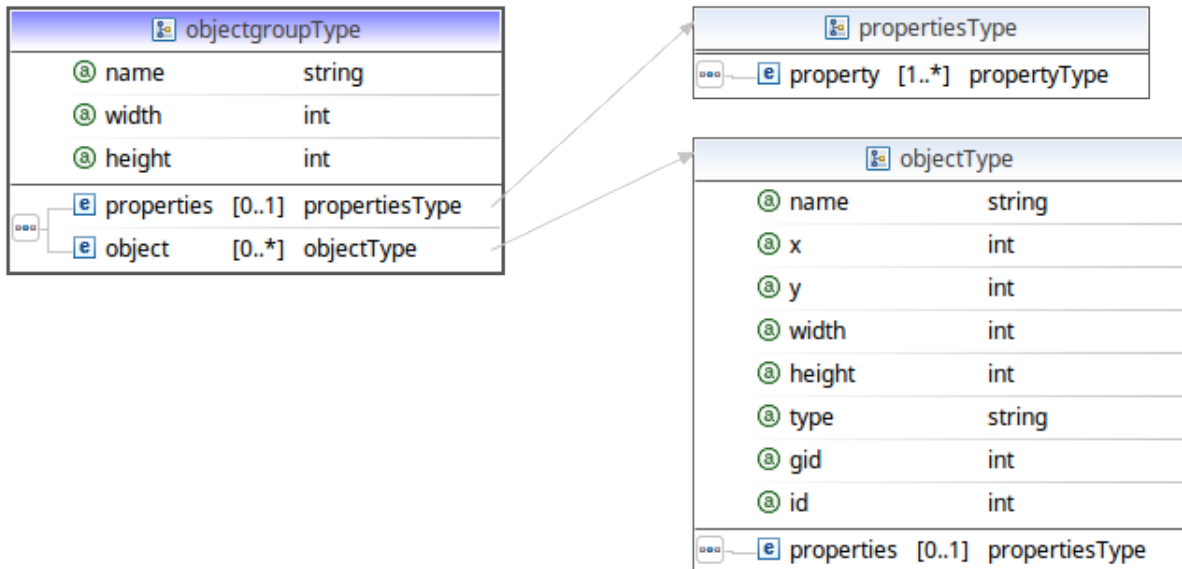 objectgroupType
name string
width int
height int
properties [0..1] propertiesType
object [0..*] objectType
propertiesType
property [1..*] propertyType
objectType
name string
x int
y int
width int
height int
type string
gid int
id int
properties [0..1] propertiesType